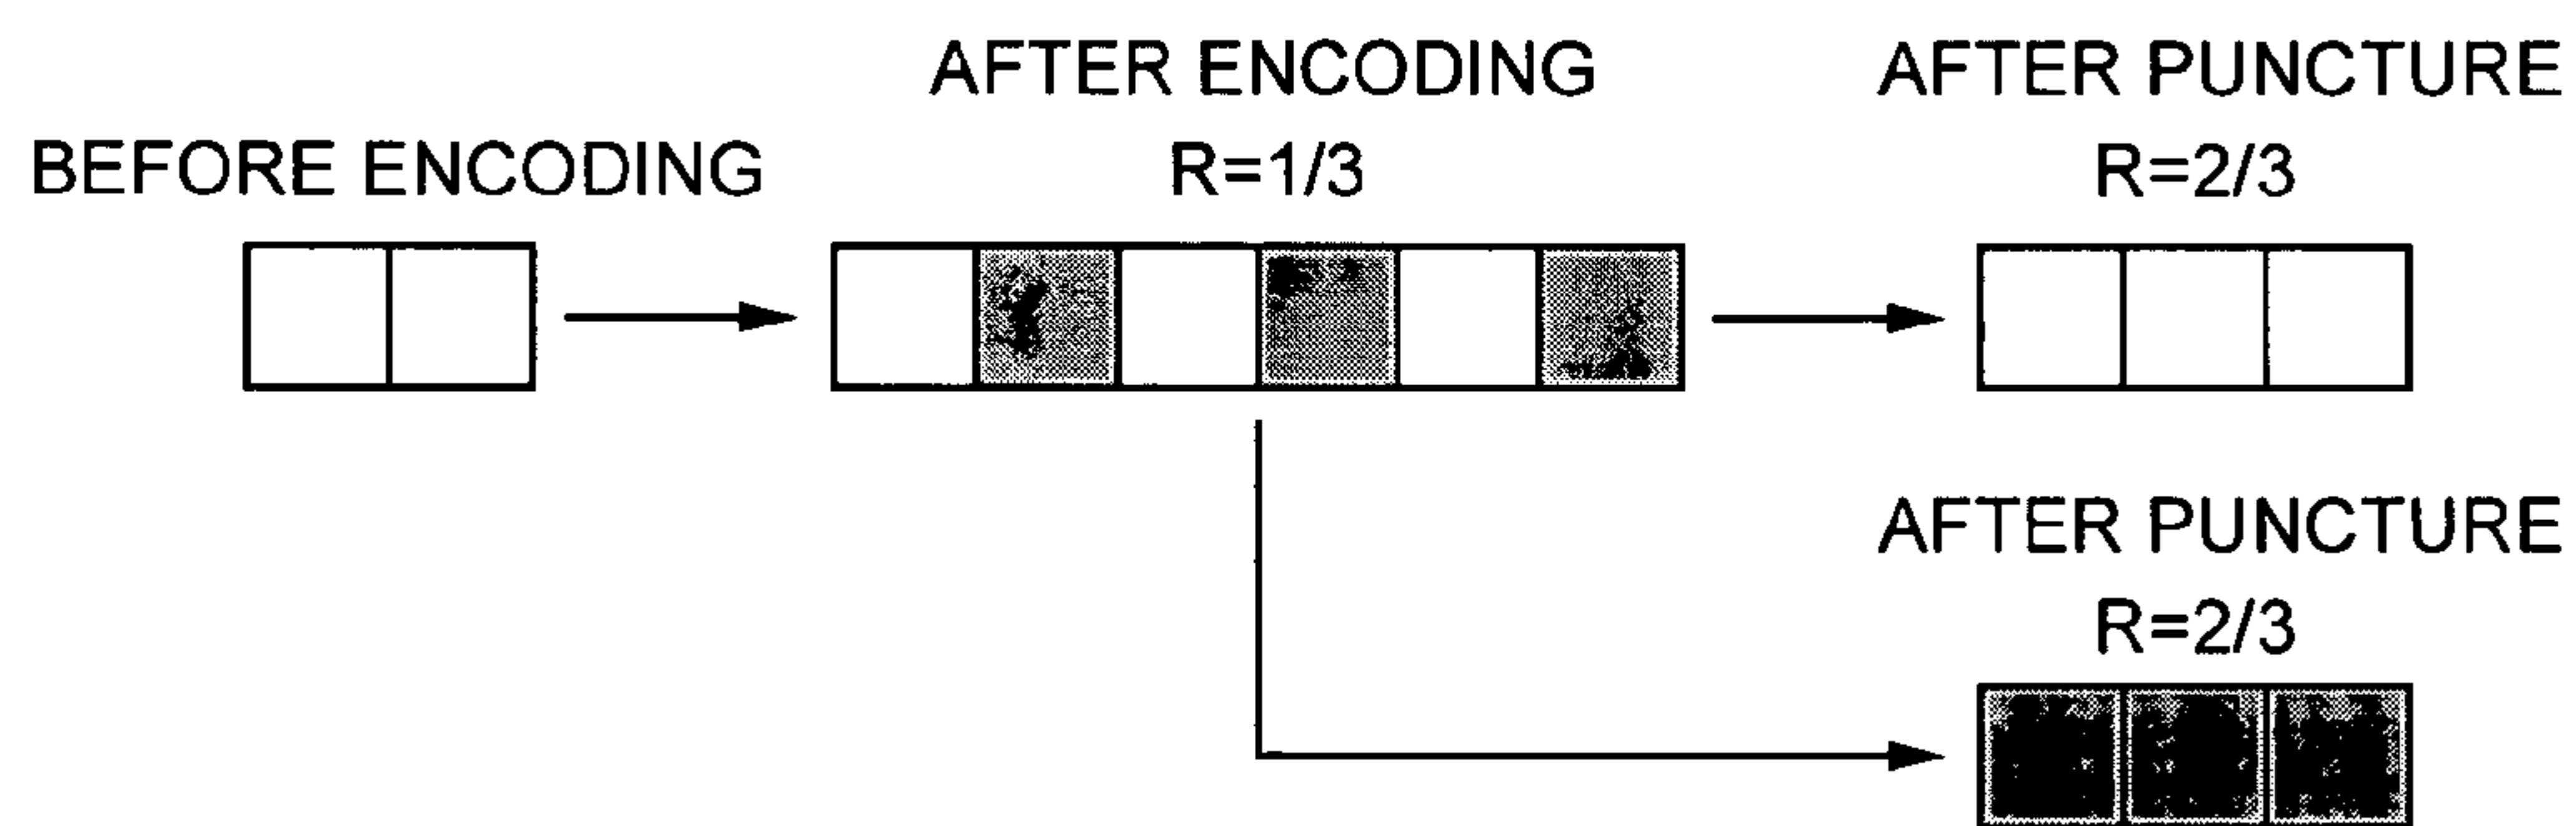 BEFORE ENCODING
AFTER ENCODING
R=1/3
AFTER PUNCTURE
R=2/3
AFTER PUNCTURE
R=2/3